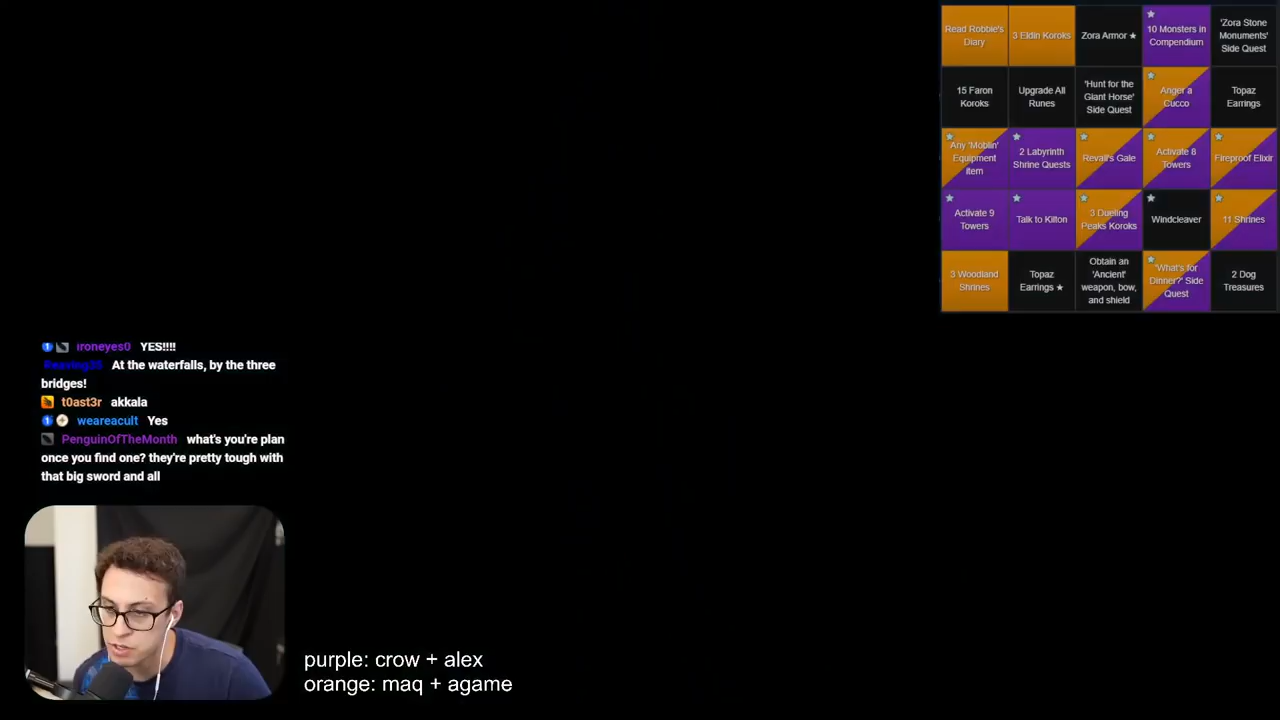 Read Robbie's
Diary
3 Eldin Koroks
Zora Armor ★
10 Monsters in
Compendium
'Zora Stone
Monuments'
Side Quest
15 Faron
Koroks
Upgrade All
Runes
'Hunt for the
Giant Horse'
Side Quest
Anger a
Cucco
Topaz
Earrings
Any 'Moblin'
Equipment
item
2 Labyrinth
Shrine Quests
Revali's Gale
Activate 8
Towers
Fireproof Elixir
Activate 9
Towers
Talk to Kilton
3 Dueling
Peaks Koroks
Windcleaver
11 Shrines
3 Woodland
Shrines
Topaz
Earrings ★
Obtain an
'Ancient'
weapon, bow,
and shield
'What's for
Dinner?' Side
Quest
2 Dog
Treasures
ironeyes0 YES!!!!
At the waterfalls, by the three
bridges!
t0ast3r akkala
weareacult Yes
PenguinOfTheMonth what's you're plan
once you find one? they're pretty tough with
that big sword and all
purple: crow + alex
orange: maq + agame